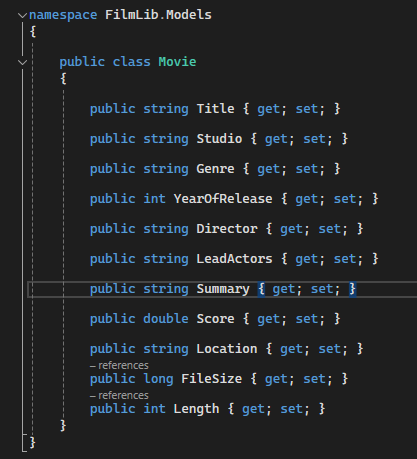 namespace FilmLib.Models
{
public class Movie
{
public string Title { get; set; }
public string Studio { get; set; }
public string Genre { get; set; }
public int YearOfRelease { get; set; }
public string Director { get; set; }
public string LeadActors { get; set; }
public string Summary { get; set; }
public double Score { get; set; }
public string Location { get; set; }
– references
public long FileSize { get; set; }
– references
public int Length { get; set; }
}
}